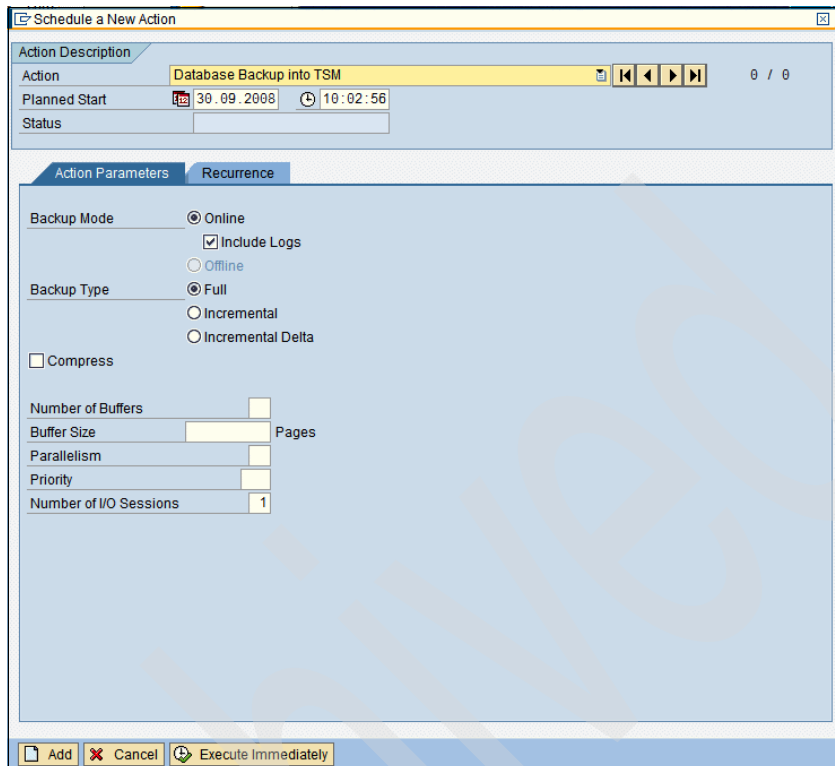 Schedule a New Action
Action Description
Action Database Backup into TSM 0 / 0
Planned Start 12 30.09.2008 10:02:56
Status
Action Parameters Recurrence
Backup Mode Online
Include Logs
Offline
Backup Type Full
Incremental
Incremental Delta
Compress
Number of Buffers
Buffer Size Pages
Parallelism
Priority
Number of I/O Sessions 1
Add Cancel Execute Immediately